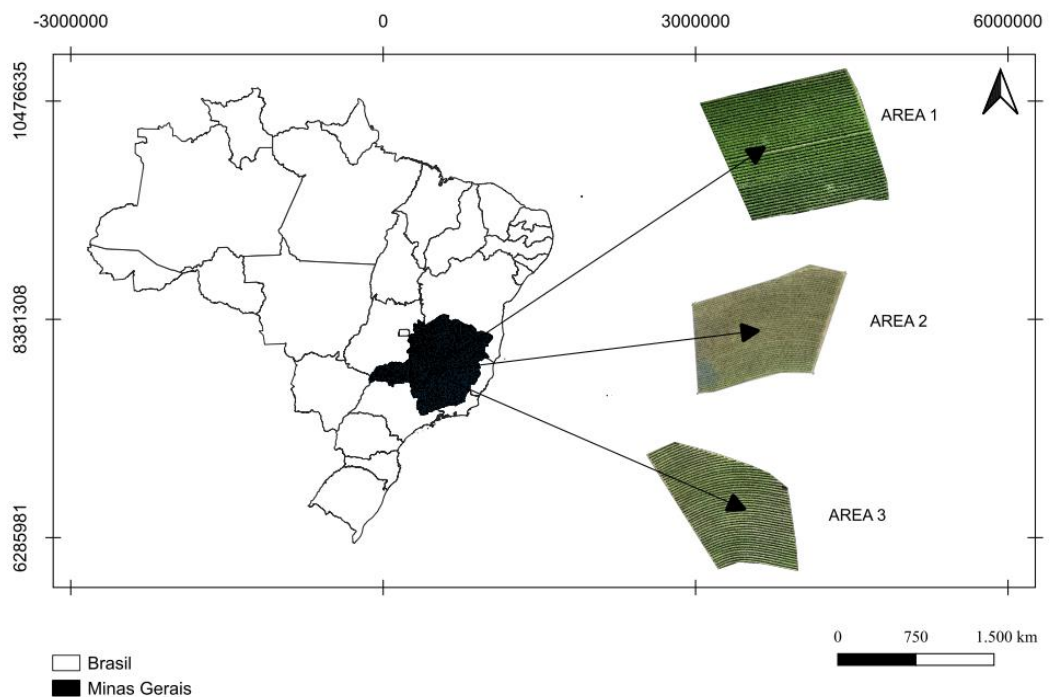 -3000000 0 3000000 6000000
10476635
AREA 1
8381308
AREA 2
6285981
AREA 3
0 750 1.500 km
Brasil
Minas Gerais